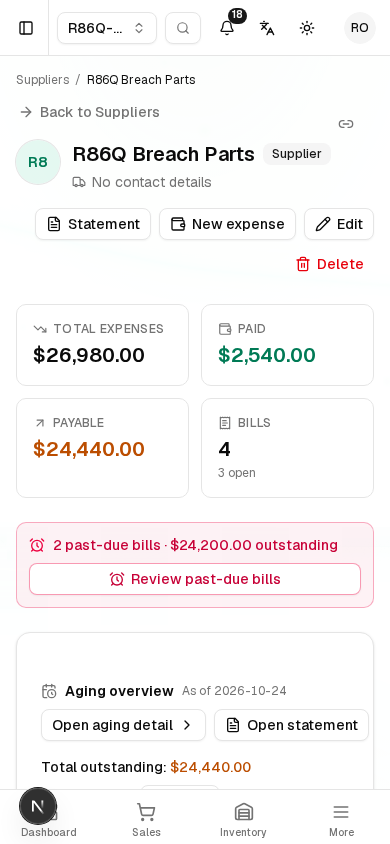 R86Q-...
18
RO
Suppliers / R86Q Breach Parts
Back to Suppliers
R8
R86Q Breach Parts
Supplier
No contact details
Statement
New expense
Edit
Delete
TOTAL EXPENSES
$26,980.00
PAID
$2,540.00
PAYABLE
$24,440.00
BILLS
4
3 open
2 past-due bills · $24,200.00 outstanding
Review past-due bills
Aging overview As of 2026-10-24
Open aging detail
Open statement
Total outstanding: $24,440.00
N
Dashboard
Sales
Inventory
More